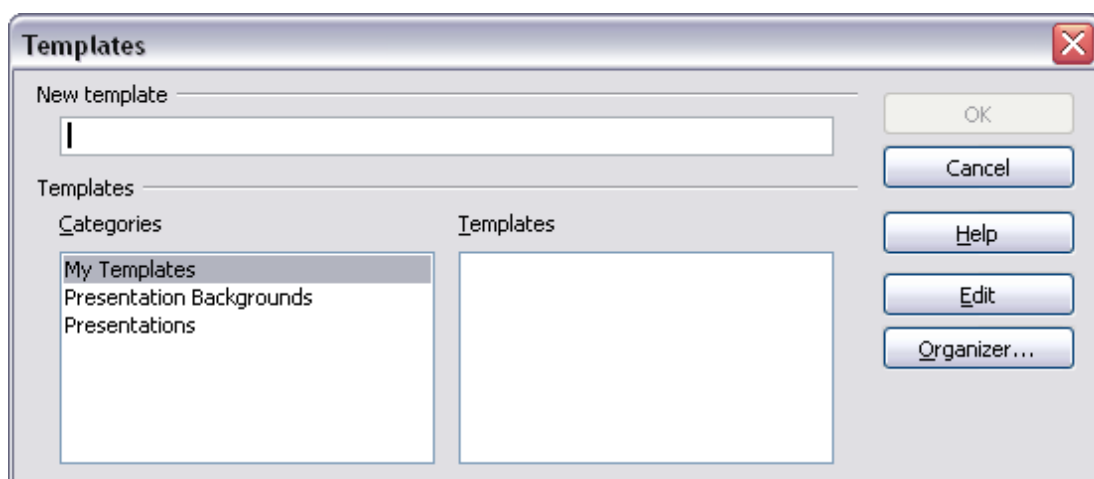 Templates
New template
OK
Cancel
Templates
Categories
Templates
Help
My Templates
Presentation Backgrounds
Presentations
Edit
Organizer...